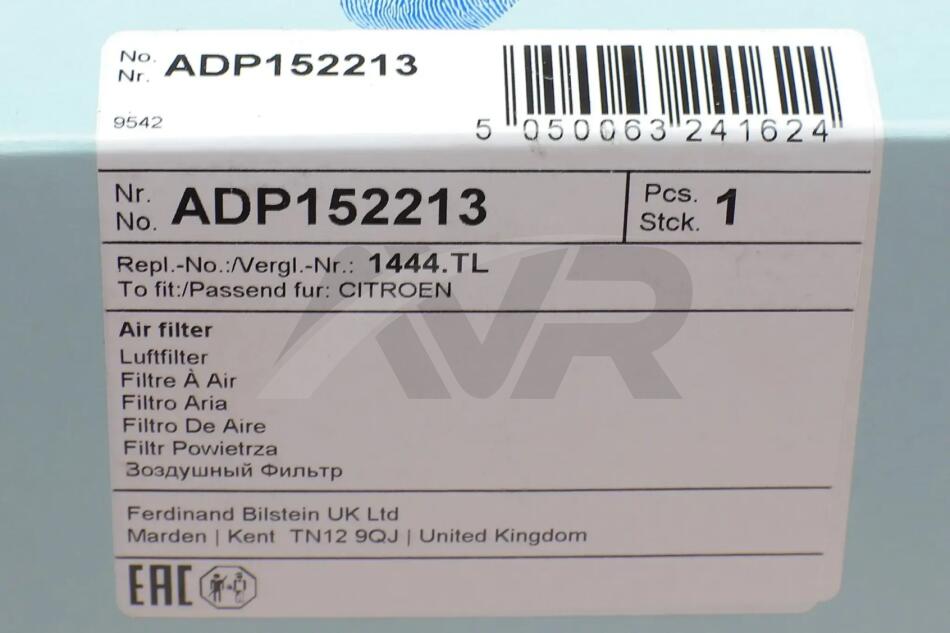 No.
Nr. ADP152213
9542
5 050063 241624
Nr.
No. ADP152213
Pcs.
Stck. 1
Repl.-No.:/Vergl.-Nr.: 1444.TL
To fit:/Passend fur: CITROEN
AVR
Air filter
Luftfilter
Filtre À Air
Filtro Aria
Filtro De Aire
Filtr Powietrza
Воздушный Фильтр
Ferdinand Bilstein UK Ltd
Marden | Kent TN12 9QJ | United Kingdom
EAC